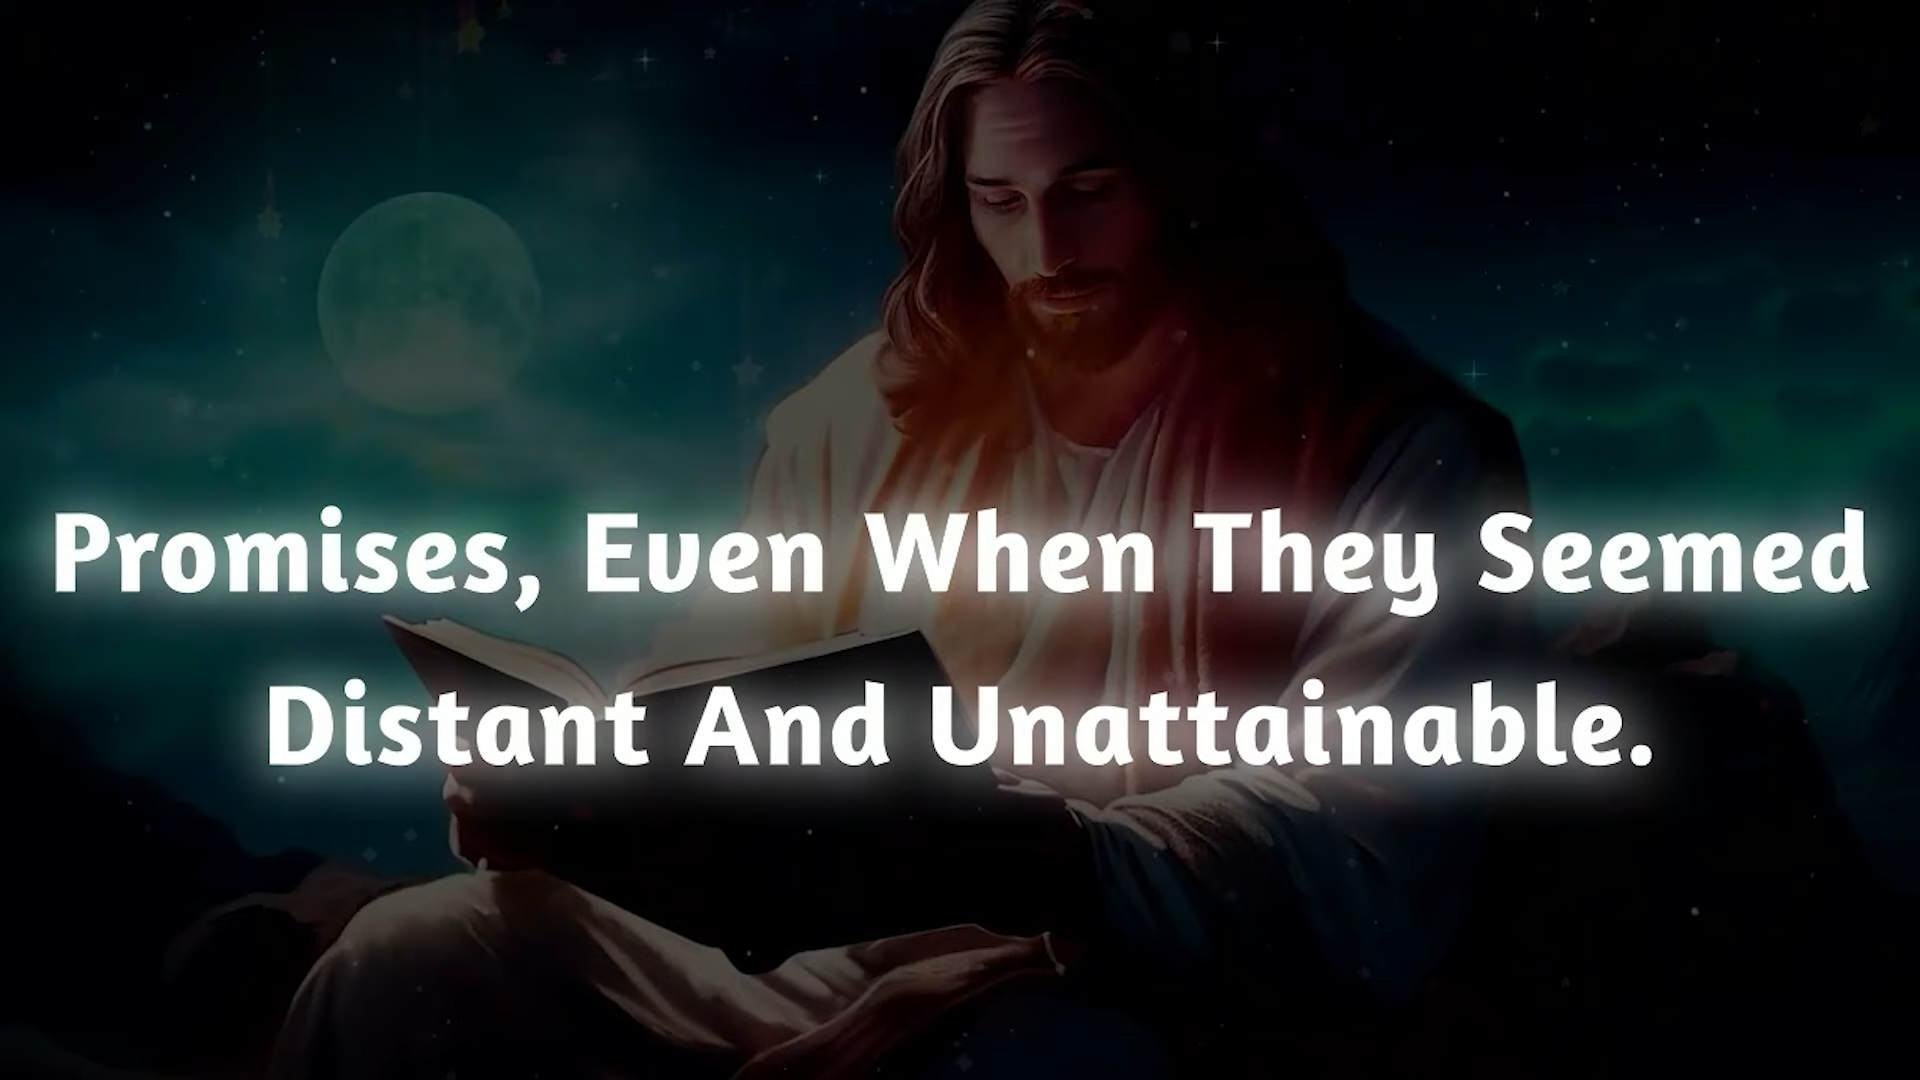 Promises, Even When They Seemed
Distant And Unattainable.